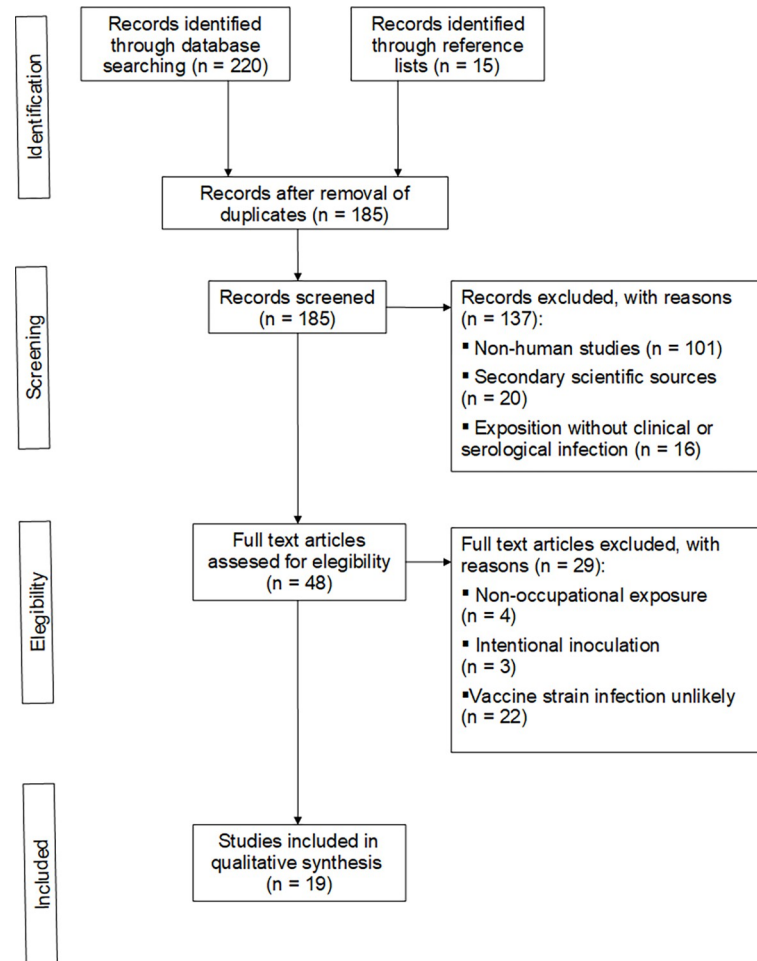 Identification
Records identified
through database
searching (n = 220)
Records identified
through reference
lists (n = 15)
Records after removal of
duplicates (n = 185)
Screening
Records screened
(n = 185)
Records excluded, with reasons
(n = 137):
▪ Non-human studies (n = 101)
▪ Secondary scientific sources
(n = 20)
▪ Exposition without clinical or
serological infection (n = 16)
Elegibility
Full text articles
assesed for elegibility
(n = 48)
Full text articles excluded, with
reasons (n = 29):
▪ Non-occupational exposure
(n = 4)
▪ Intentional inoculation
(n = 3)
▪Vaccine strain infection unlikely
(n = 22)
Included
Studies included in
qualitative synthesis
(n = 19)